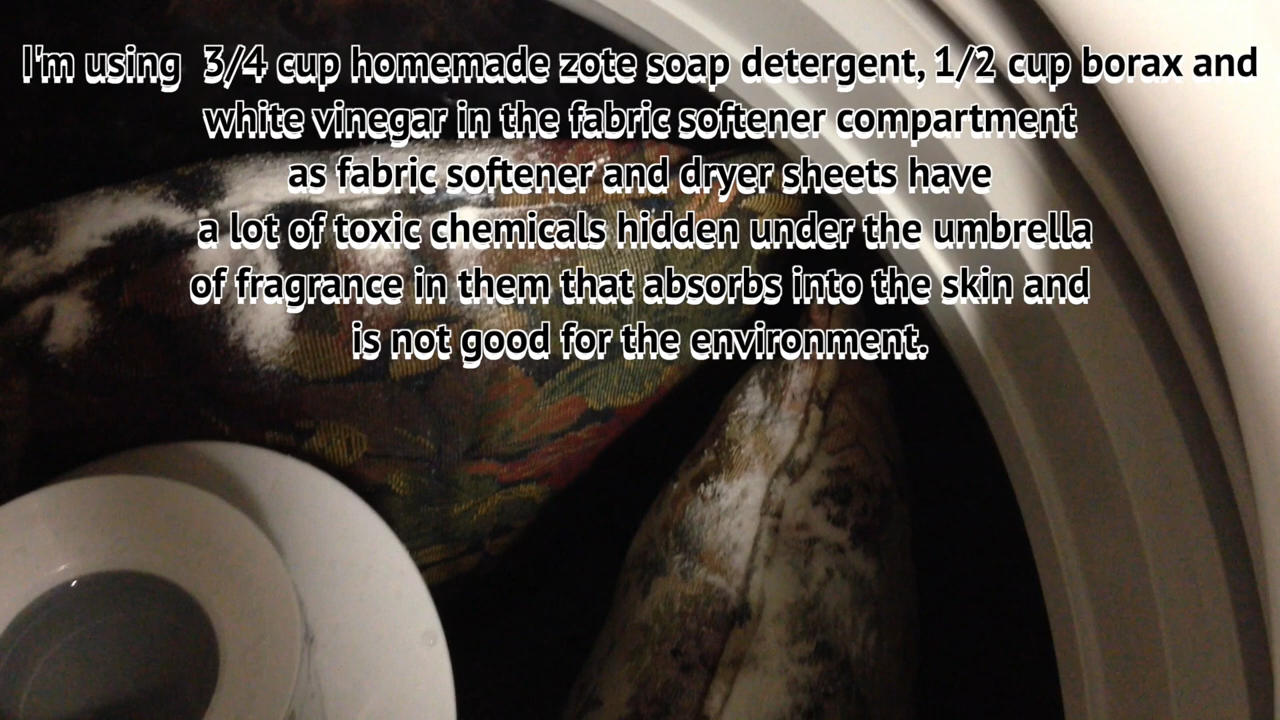 I'm using 3/4 cup homemade zote soap detergent, 1/2 cup borax and
white vinegar in the fabric softener compartment
as fabric softener and dryer sheets have
a lot of toxic chemicals hidden under the umbrella
of fragrance in them that absorbs into the skin and
is not good for the environment.